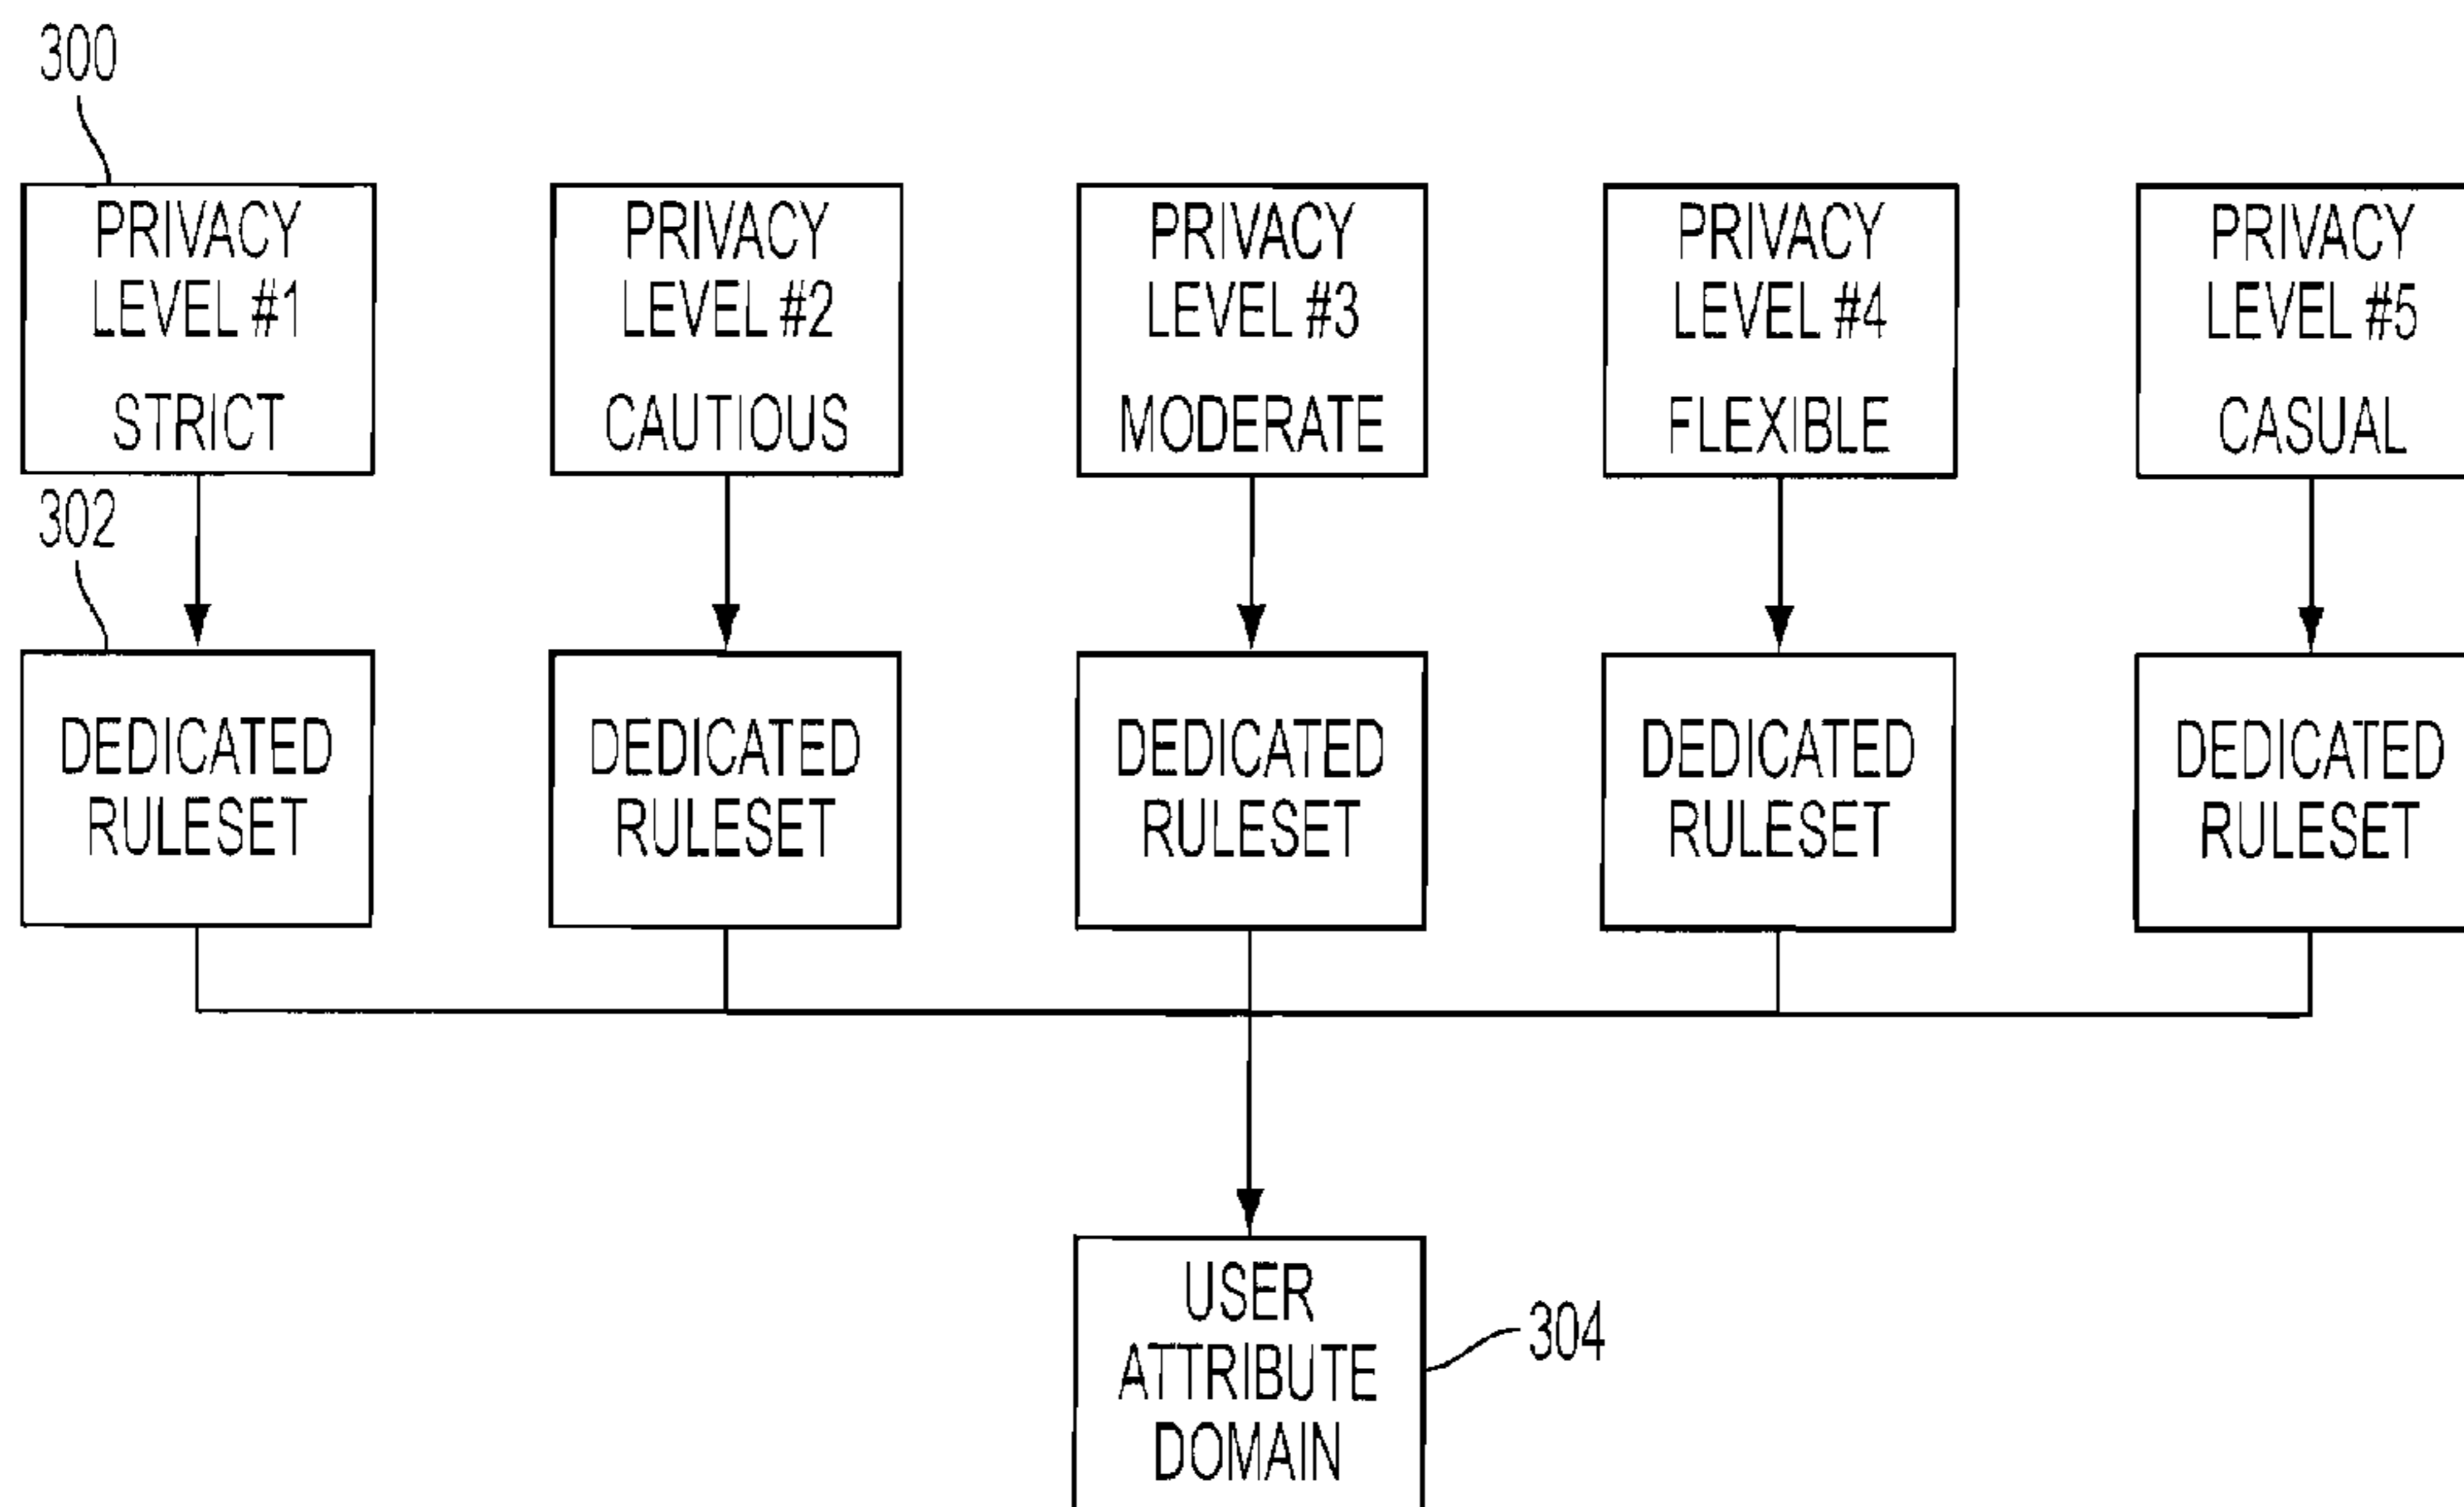 300
PRIVACY
LEVEL #1
STRICT
PRIVACY
LEVEL #2
CAUTIOUS
PRIVACY
LEVEL #3
MODERATE
PRIVACY
LEVEL #4
FLEXIBLE
PRIVACY
LEVEL #5
CASUAL
302
DEDICATED
RULESET
DEDICATED
RULESET
DEDICATED
RULESET
DEDICATED
RULESET
DEDICATED
RULESET
USER
ATTRIBUTE
DOMAIN
304